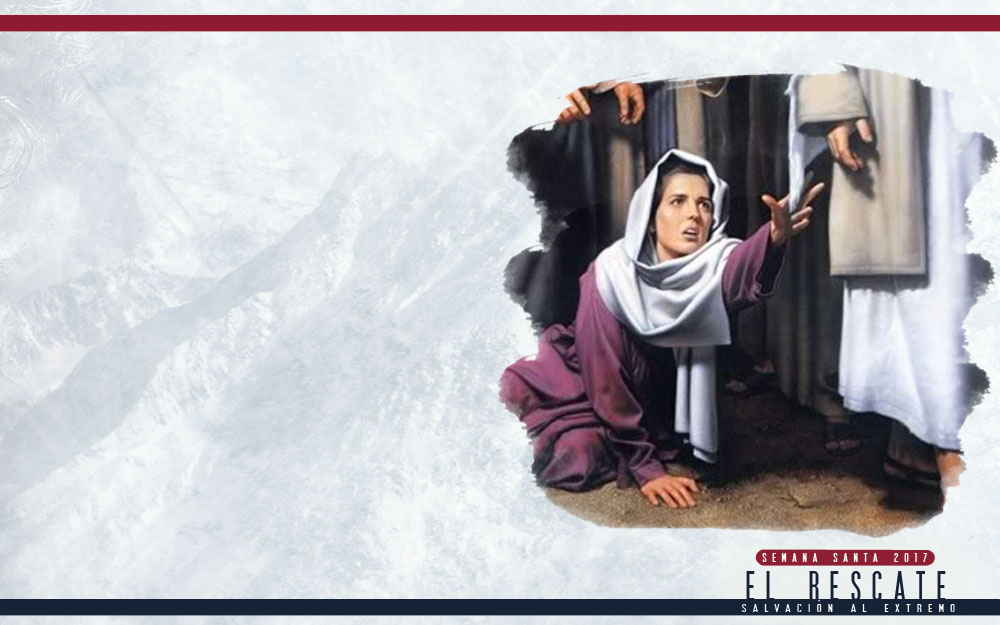 SEMANA SANTA 2017
EL RESCATE
SALVACIÓN AL EXTREMO